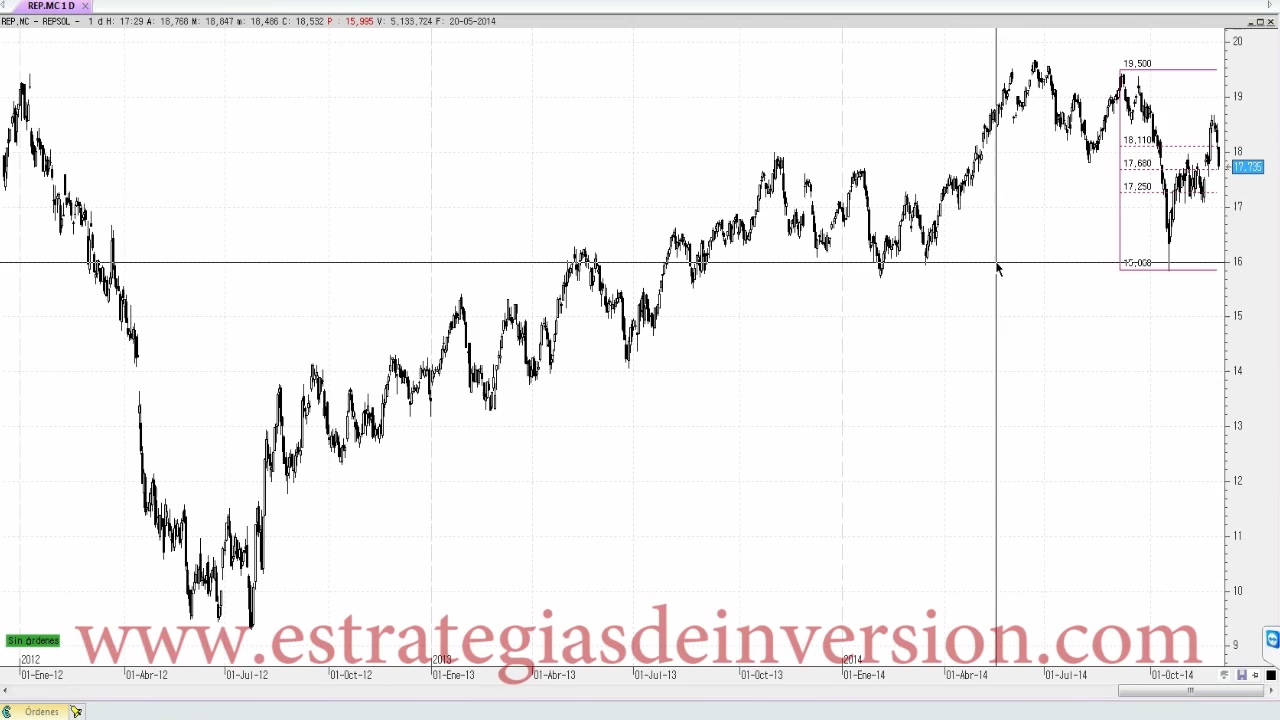 REP.MC 1 D
REP.MC - REPSOL - 1 d H: 17:29 A: 18,768 M: 18,847 m: 18,486 C: 18,532 P : 15,995 V: 5,133,724 F: 20-05-2014
20
19,500
19
18,110
18
17,680
17,735
17,250
17
16
15
14
13
12
11
10
9
Sin órdenes
www.estrategiasdeinversion.com
2012
2013
2014
01-Ene-12
01-Abr-12
01-Jul-12
01-Oct-12
01-Ene-13
01-Abr-13
01-Jul-13
01-Oct-13
01-Ene-14
01-Abr-14
01-Jul-14
01-Oct-14
Órdenes